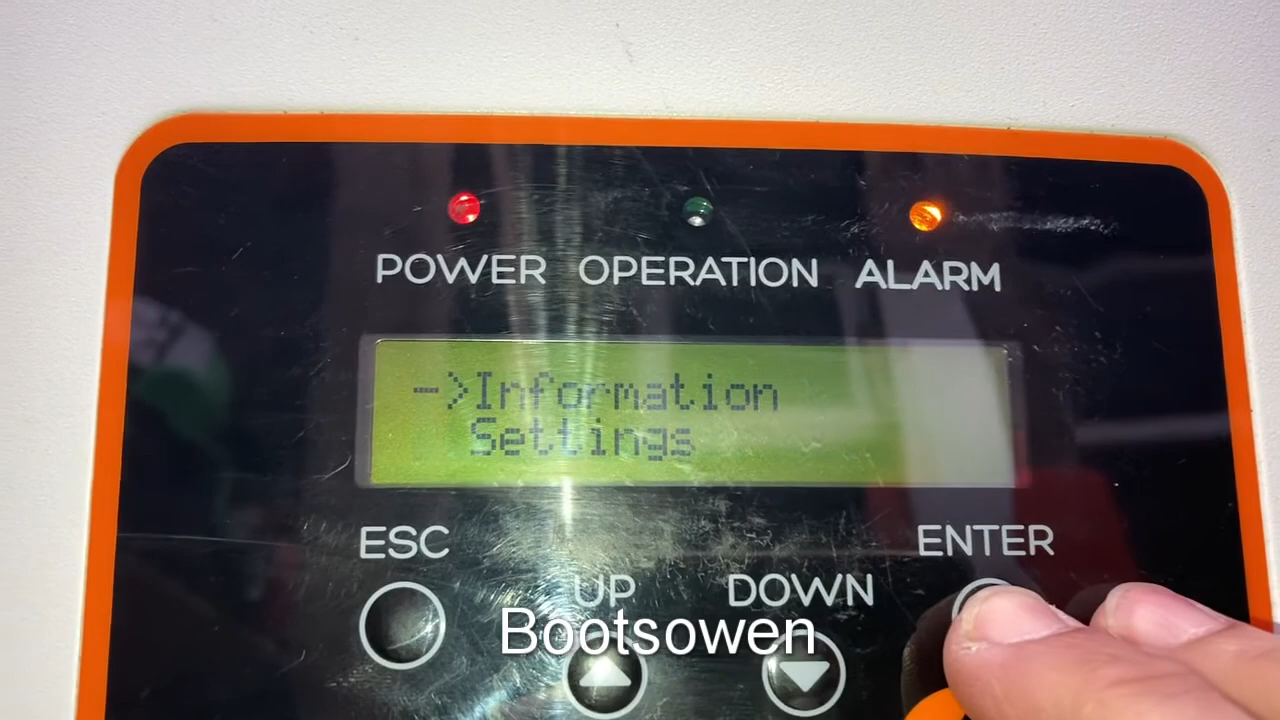 POWER OPERATION ALARM
->Information
Settings
ESC ENTER
UP DOWN
Bootsowen